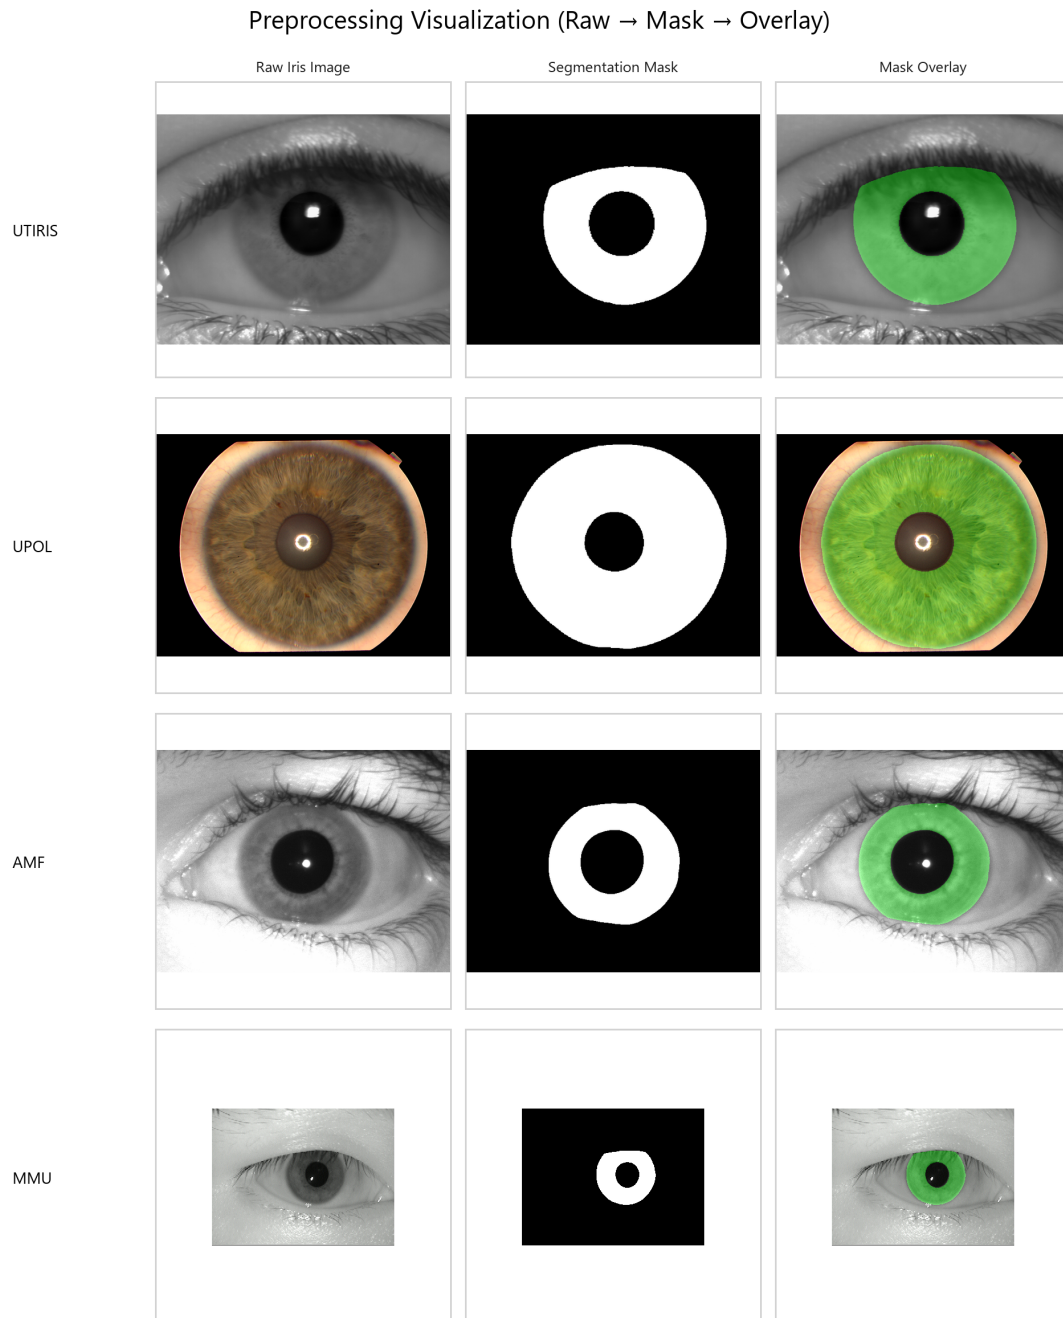 Preprocessing Visualization (Raw → Mask → Overlay)
Raw Iris Image
Segmentation Mask
Mask Overlay
UTIRIS
UPOL
AMF
MMU